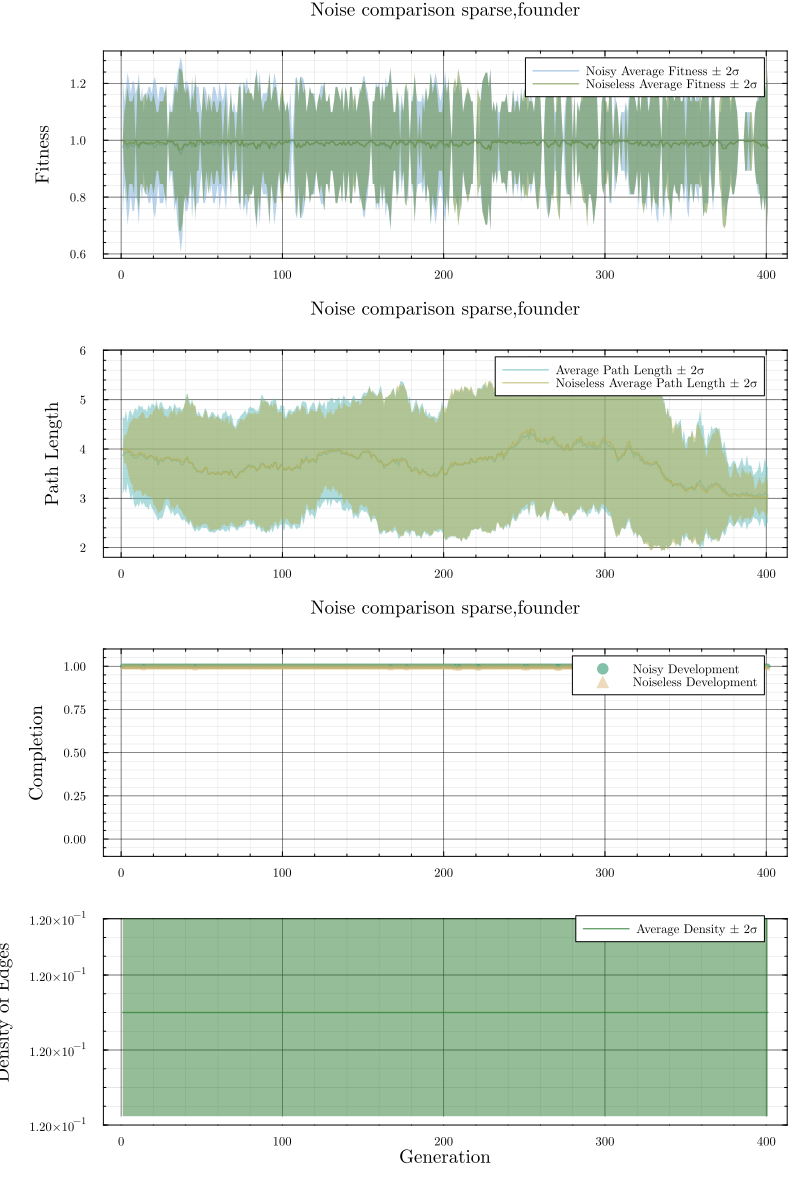 Noise comparison sparse,founder
Fitness
1.2
1.0
0.8
0.6
Noisy Average Fitness ± 2σ
Noiseless Average Fitness ± 2σ
0 100 200 300 400
Noise comparison sparse,founder
Path Length
6
5
4
3
2
Average Path Length ± 2σ
Noiseless Average Path Length ± 2σ
0 100 200 300 400
Noise comparison sparse,founder
Completion
1.00
0.75
0.50
0.25
0.00
Noisy Development
Noiseless Development
0 100 200 300 400
Density of Edges
1.20×10⁻¹
1.20×10⁻¹
1.20×10⁻¹
1.20×10⁻¹
Average Density ± 2σ
0 100 200 300 400
Generation